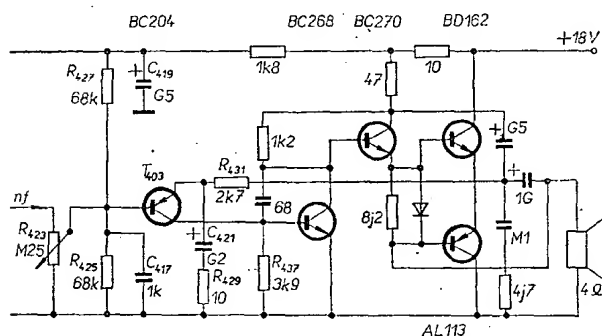 BC204 BC268 BC270 BD162
+18V
1k8
10
R427
68k
+ C419
G5
47
1k2
+ G5
T403
R431
2k7
+
1G
nf
R423
M25
68
8j2
M1
+ C421
G2
R425
68k
C417
1k
R429
10
R437
3k9
4j7
4Ω
AL113